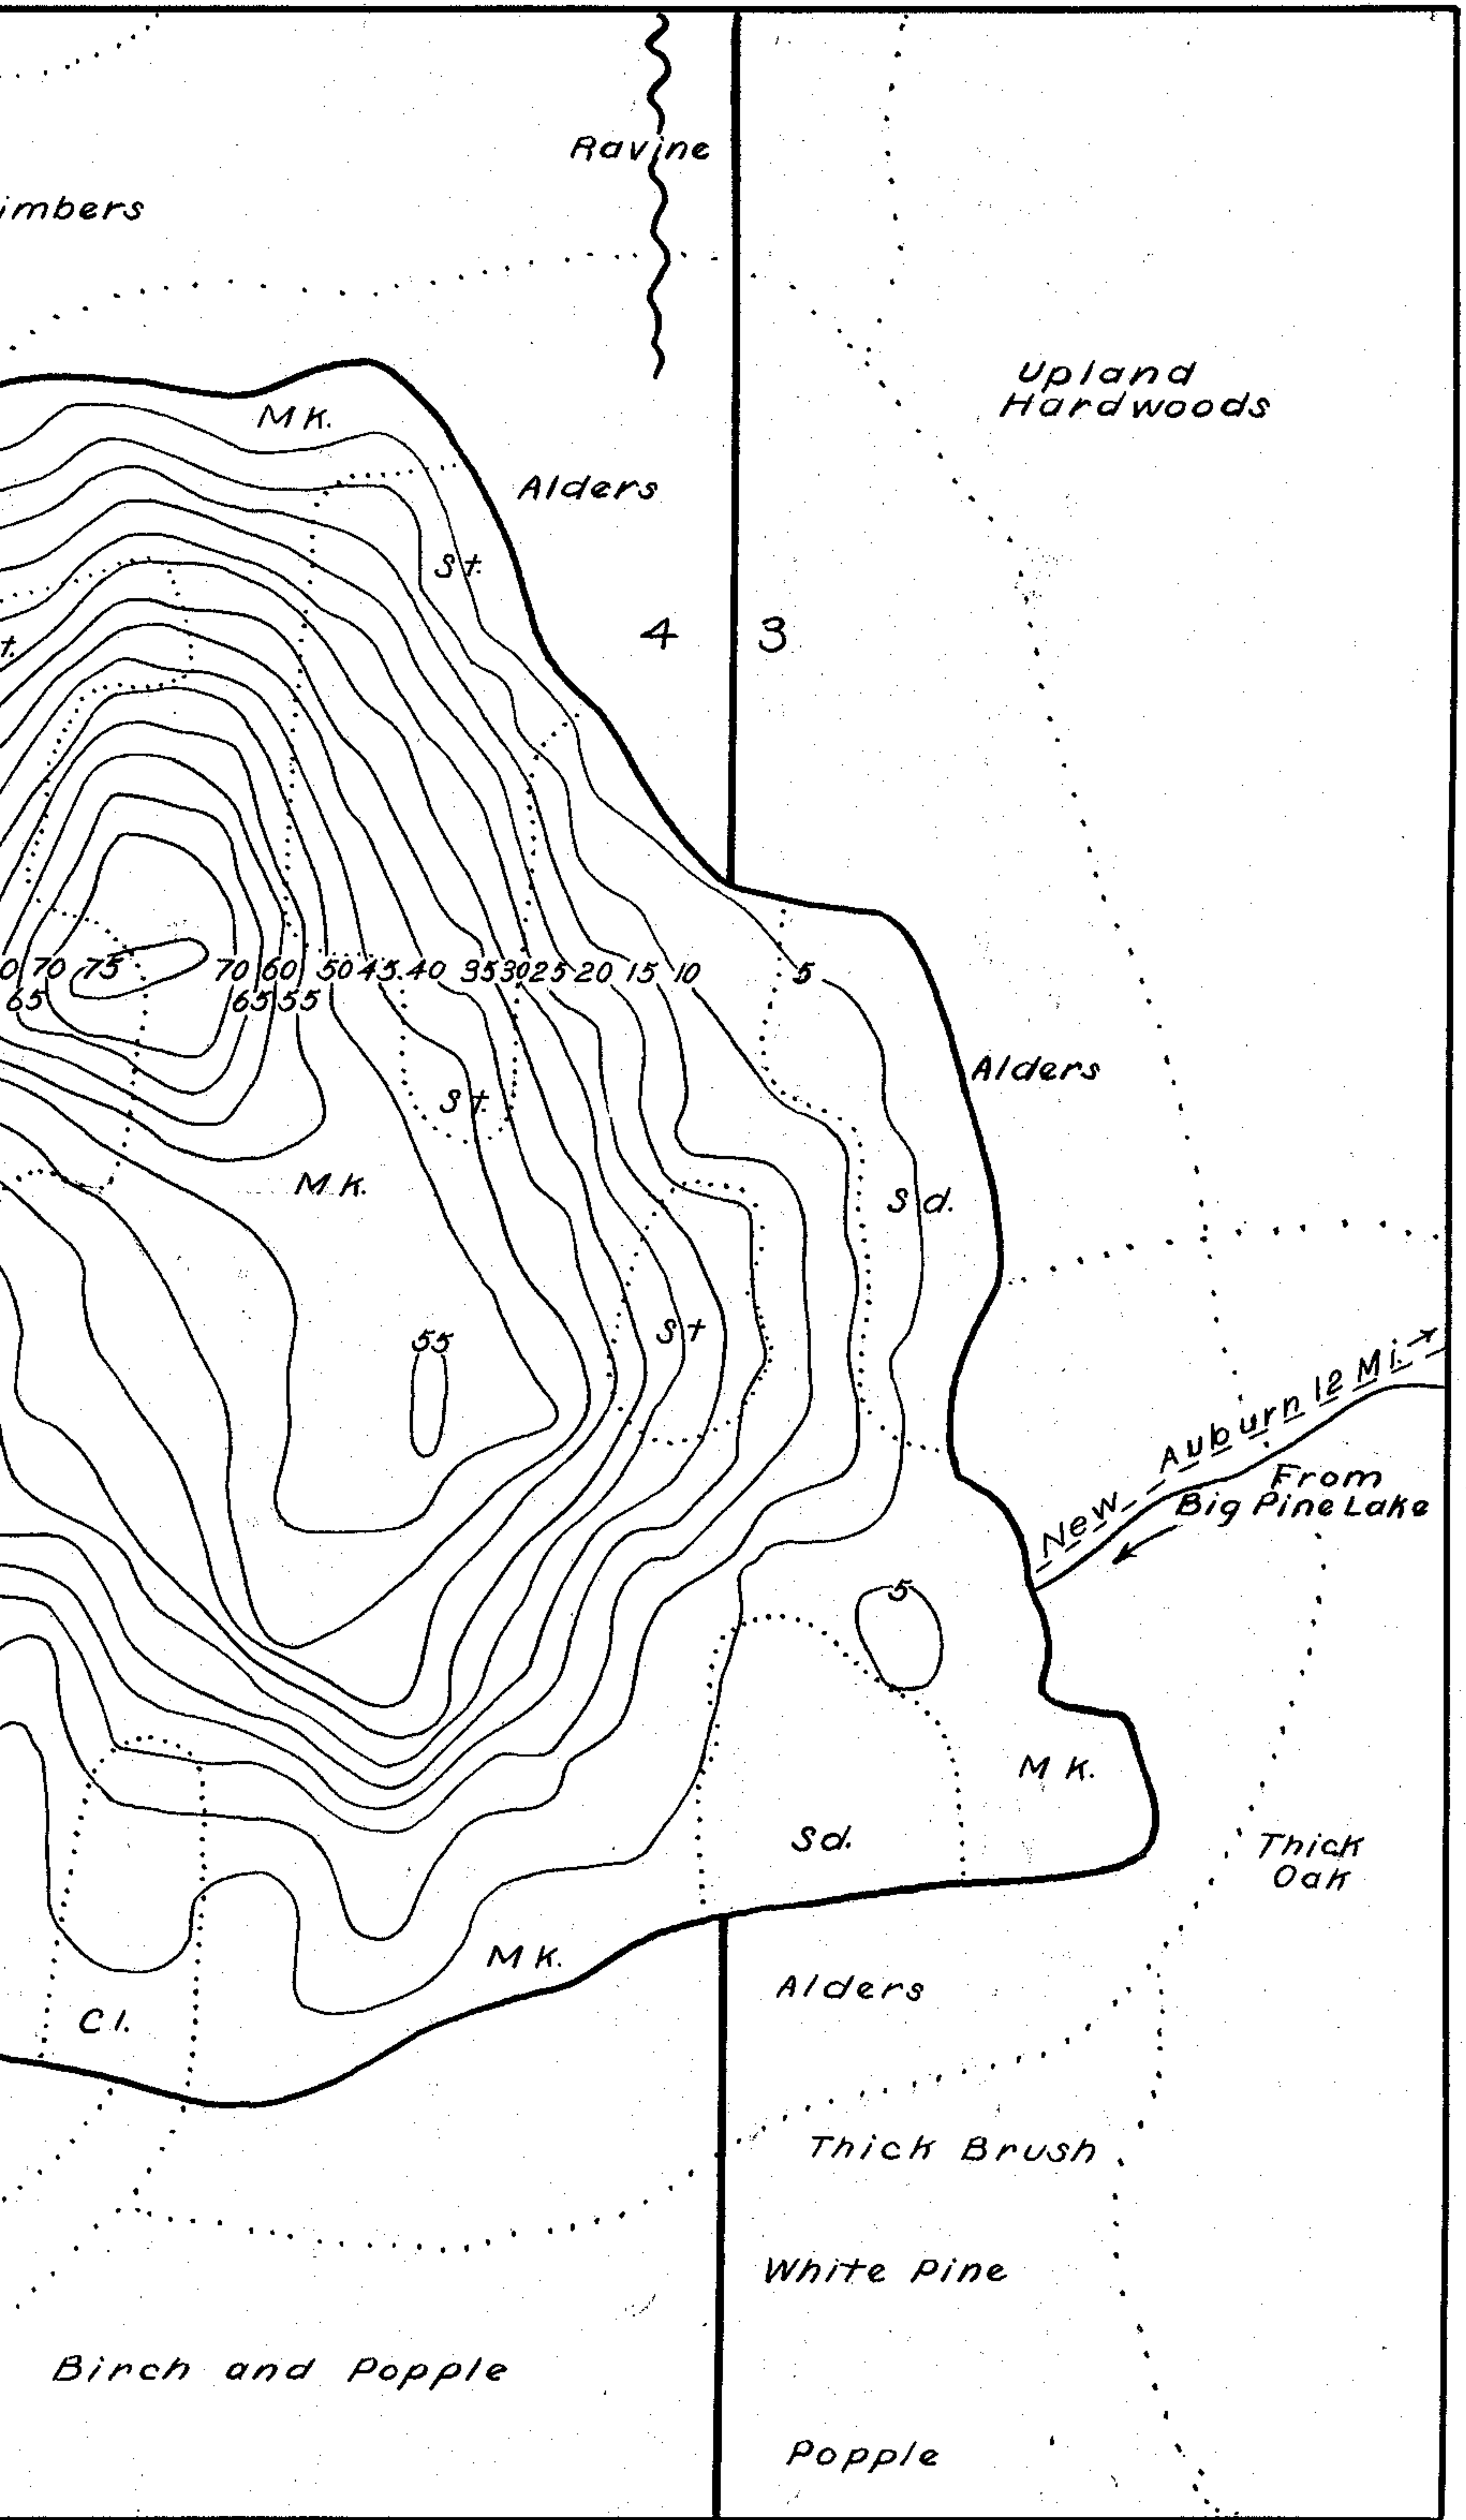 Ravine
imbers
Upland
Hardwoods
MK.
Alders
St.
4 3
t.
0 70 75 70 60 50 45 40 35 30 25 20 15 10 5
65 65 55
Alders
St.
MK.
Sd.
St
55
New Auburn 12 Mi.
From
Big Pine Lake
5
MK.
Sd.
Thick
Oak
MK.
Alders
Cl.
Thick Brush
White Pine
Birch and Popple
Popple